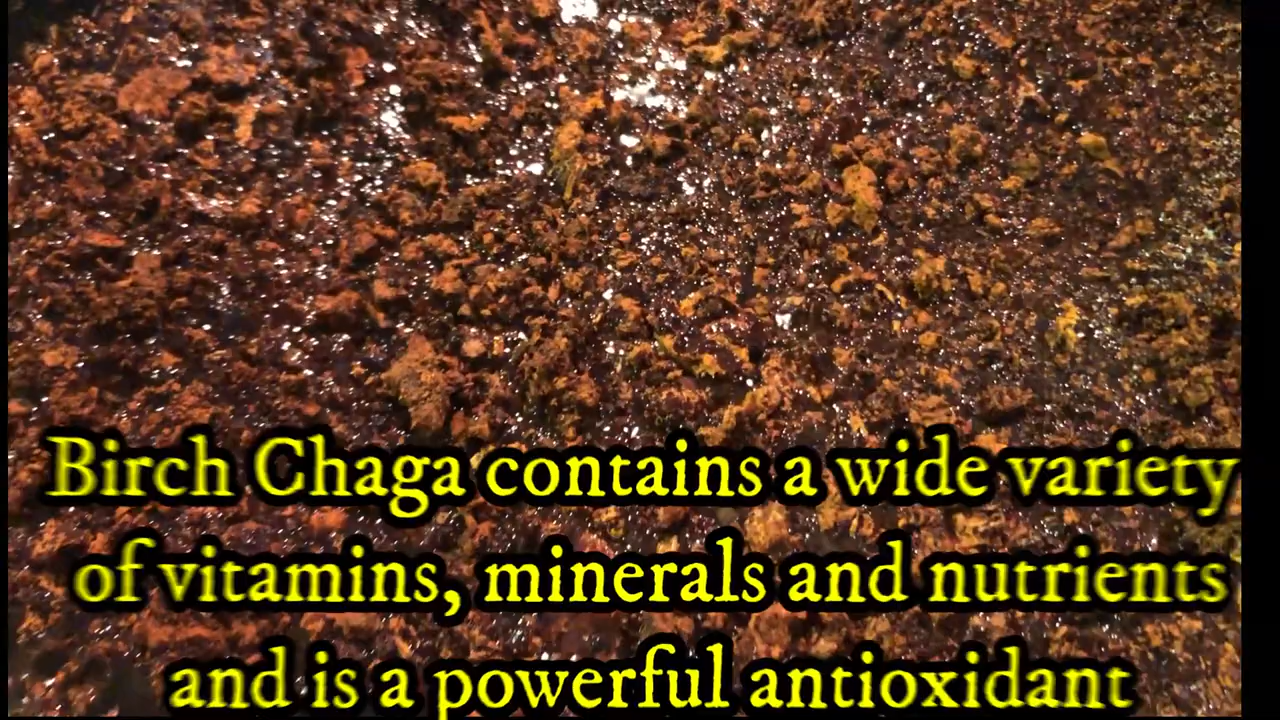 Birch Chaga contains a wide variety
of vitamins, minerals and nutrients
and is a powerful antioxidant